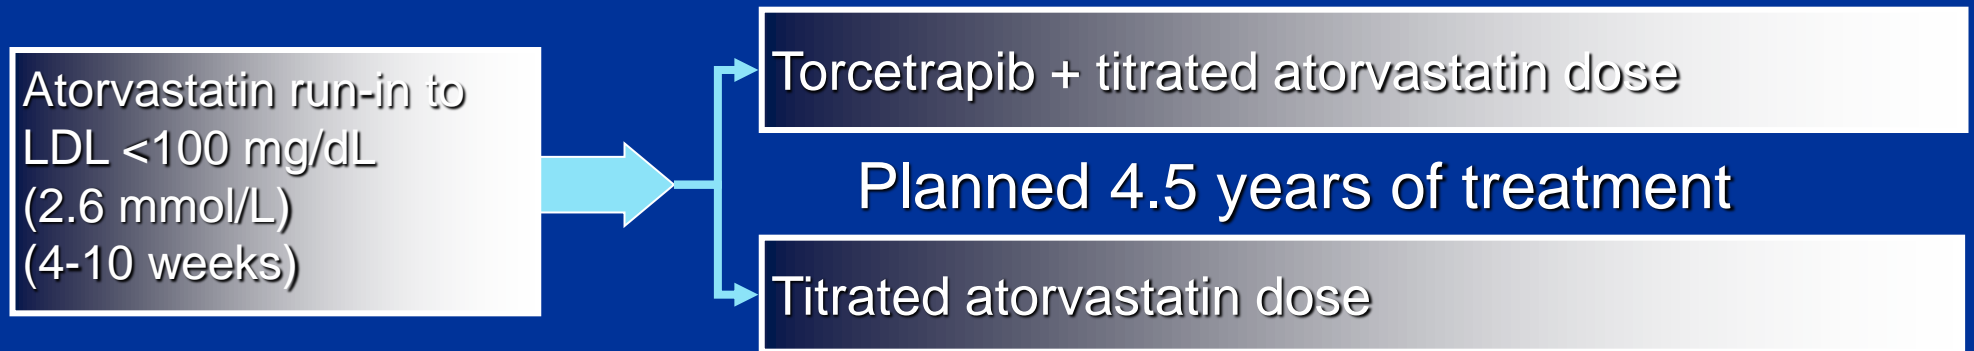 Atorvastatin run-in to
LDL <100 mg/dL
(2.6 mmol/L)
(4-10 weeks)
Torcetrapib + titrated atorvastatin dose
Planned 4.5 years of treatment
Titrated atorvastatin dose